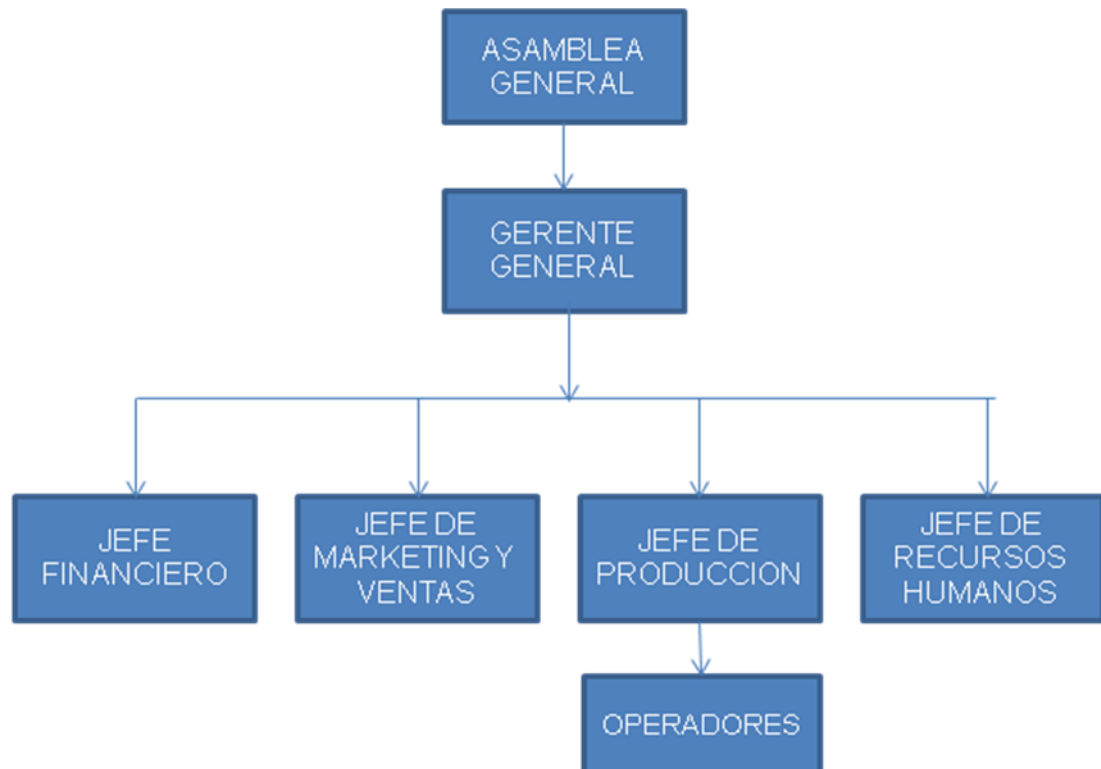 ASAMBLEA
GENERAL
GERENTE
GENERAL
JEFE
FINANCIERO
JEFE DE
MARKETING Y
VENTAS
JEFE DE
PRODUCCION
JEFE DE
RECURSOS
HUMANOS
OPERADORES